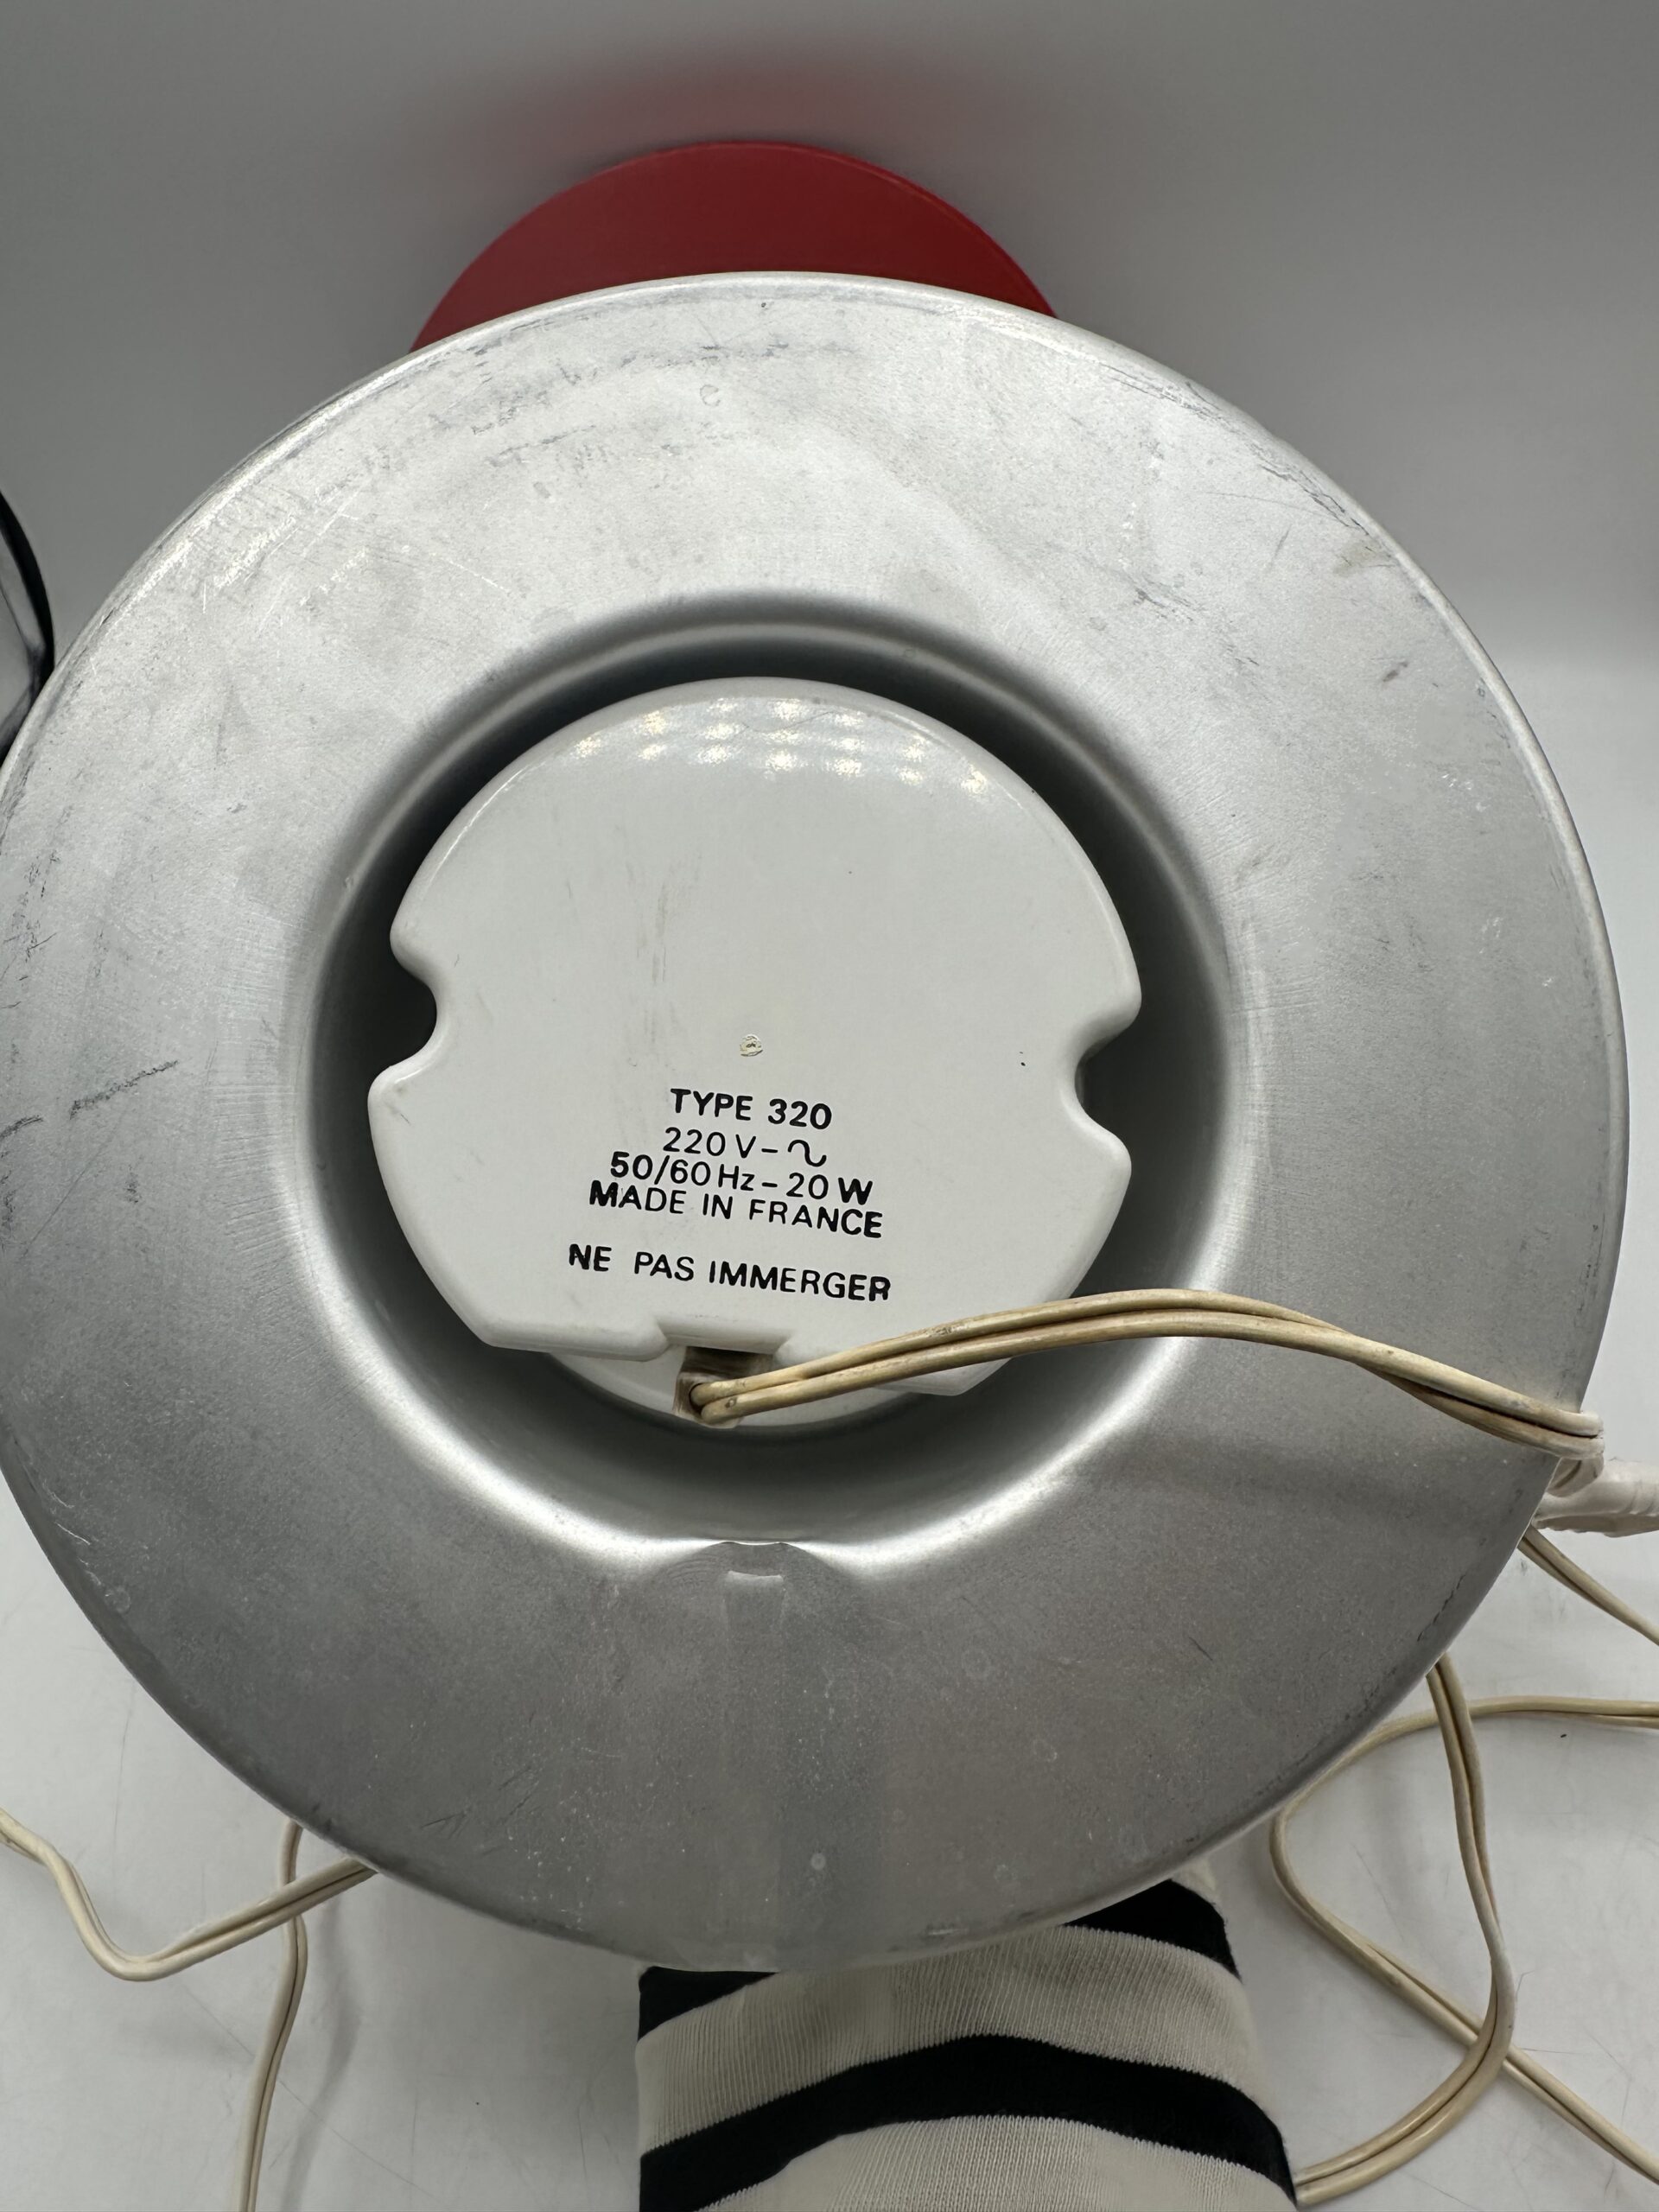 TYPE 320
220 V - ∿
50/60 Hz - 20 W
MADE IN FRANCE
NE PAS IMMERGER